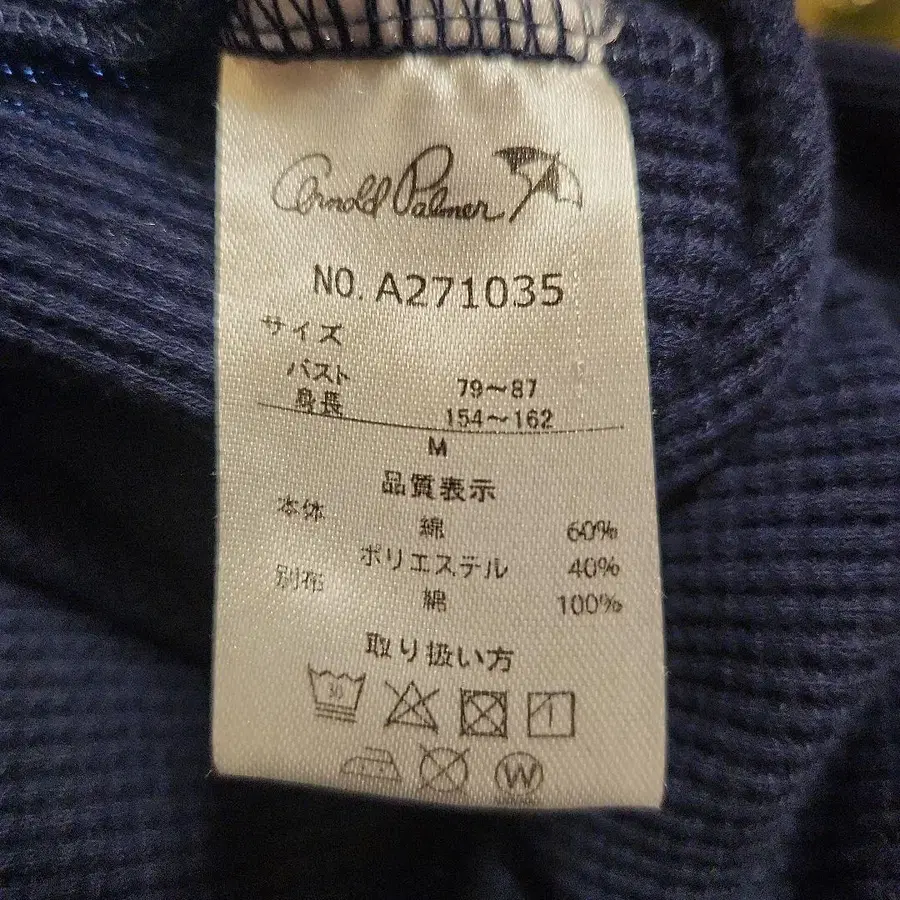 Arnold Palmer
NO. A271035
サイズ
バスト 79〜87
身長 154〜162
M
品質表示
本体 綿 60%
ポリエステル 40%
別布 綿 100%
取り扱い方
30
W